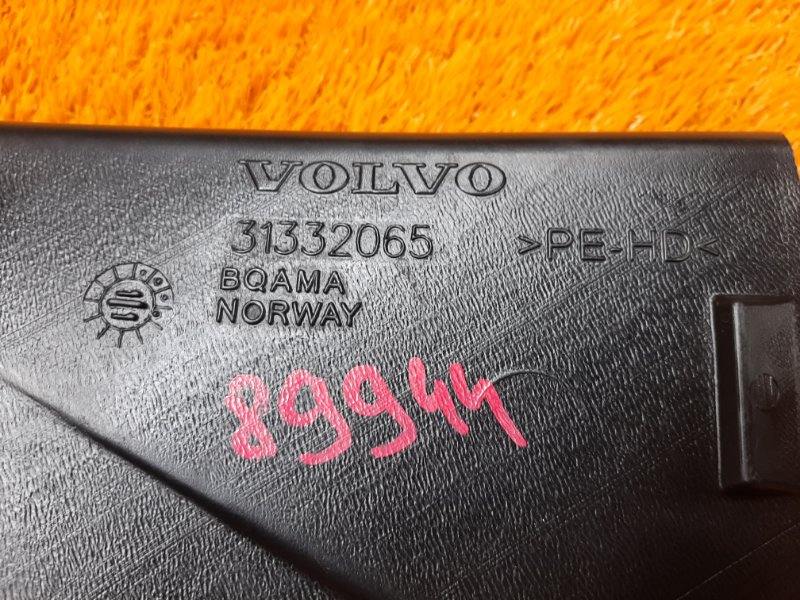 VOLVO
31332065 >PE-HD<
BQAMA
NORWAY
89944